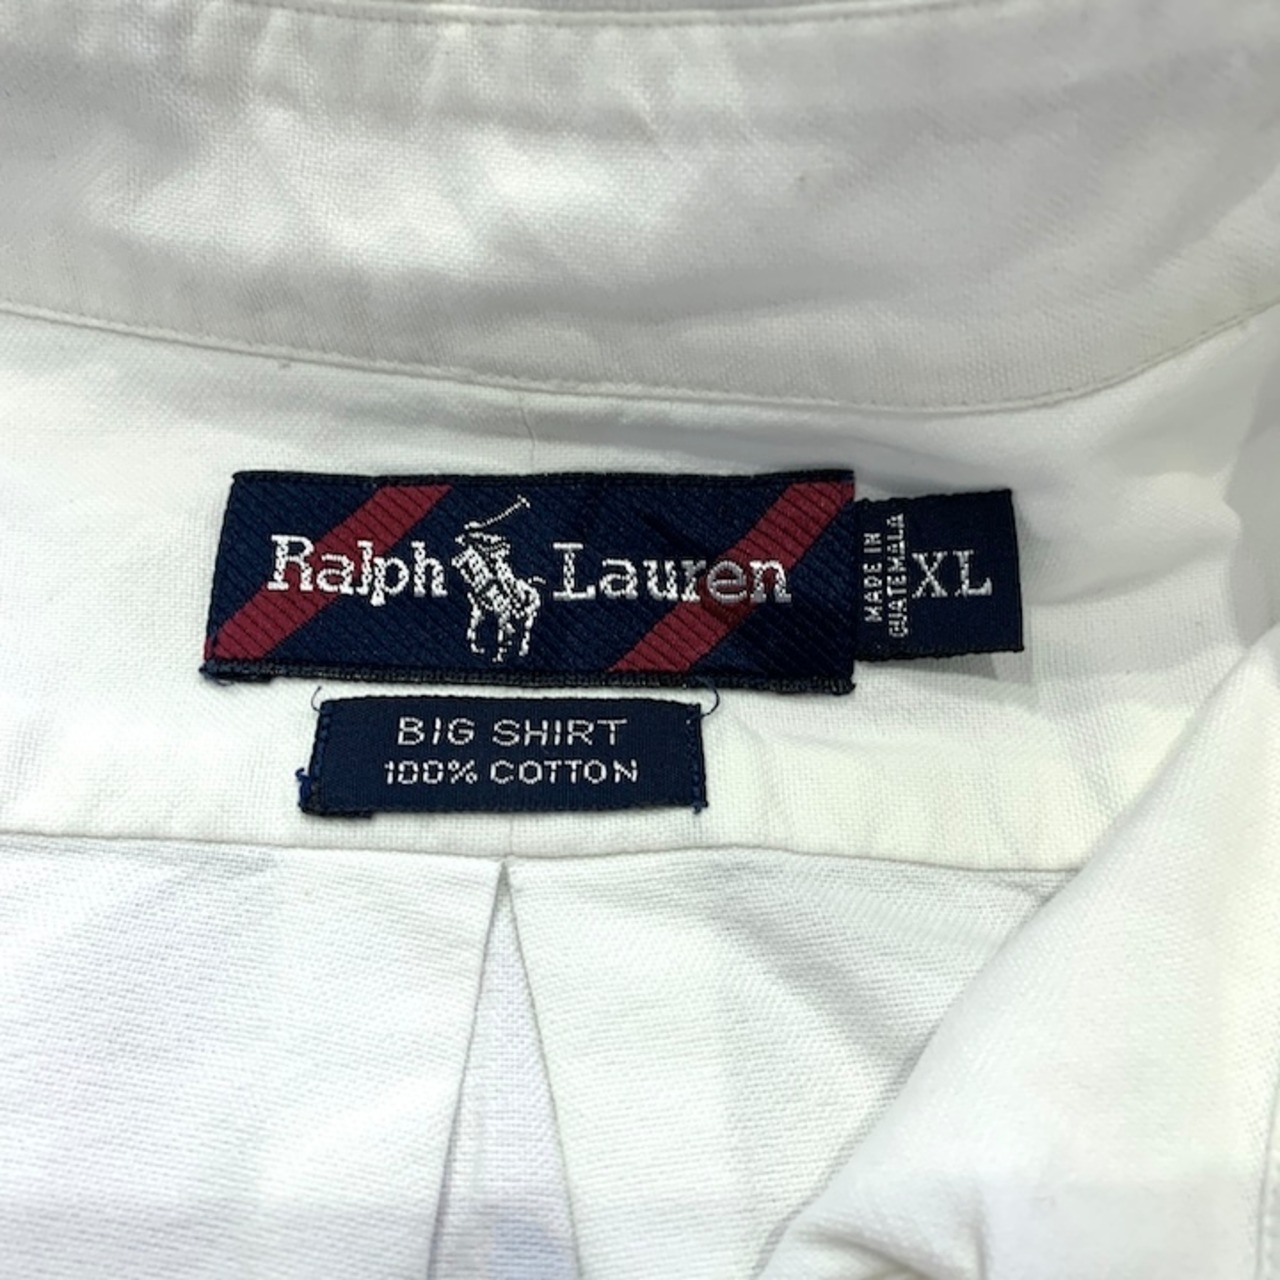 Ralph Lauren
MADE IN
GUATEMALA
XL
BIG SHIRT
100% COTTON